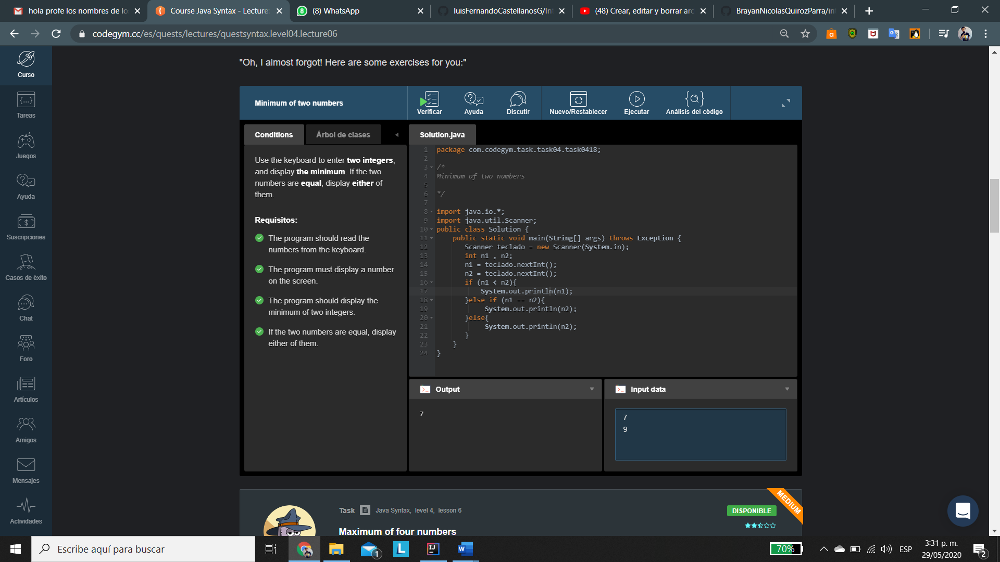 hola profe los nombres de lo
Course Java Syntax - Lecture:
(8) WhatsApp
luisFernandoCastellanosG/In
(48) Crear, editar y borrar arc
BrayanNicolasQuirozParra/in
codegym.cc/es/quests/lectures/questsyntax.level04.lecture06
Curso
Tareas
Juegos
Ayuda
Suscripciones
Casos de éxito
Chat
Foro
Artículos
Amigos
Mensajes
Actividades
"Oh, I almost forgot! Here are some exercises for you:"
Minimum of two numbers
Verificar
Ayuda
Discutir
Nuevo/Restablecer
Ejecutar
Análisis del código
Conditions
Árbol de clases
Use the keyboard to enter two integers,
and display the minimum. If the two
numbers are equal, display either of
them.
Requisitos:
The program should read the
numbers from the keyboard.
The program must display a number
on the screen.
The program should display the
minimum of two integers.
If the two numbers are equal, display
either of them.
Solution.java
1 package com.codegym.task.task04.task0418;
2
3 /*
4 Minimum of two numbers
5
6 */
7
8 import java.io.*;
9 import java.util.Scanner;
10 public class Solution {
11 public static void main(String[] args) throws Exception {
12 Scanner teclado = new Scanner(System.in);
13 int n1 , n2;
14 n1 = teclado.nextInt();
15 n2 = teclado.nextInt();
16 if (n1 < n2){
17 System.out.println(n1);
18 }else if (n1 == n2){
19 System.out.println(n2);
20 }else{
21 System.out.println(n2);
22 }
23 }
24 }
Output
7
Input data
7
9
Task
Java Syntax, level 4, lesson 6
Maximum of four numbers
DISPONIBLE
MEDIUM
Escribe aquí para buscar
1
L
IJ
W
70%
ESP
3:31 p. m.
29/05/2020
2